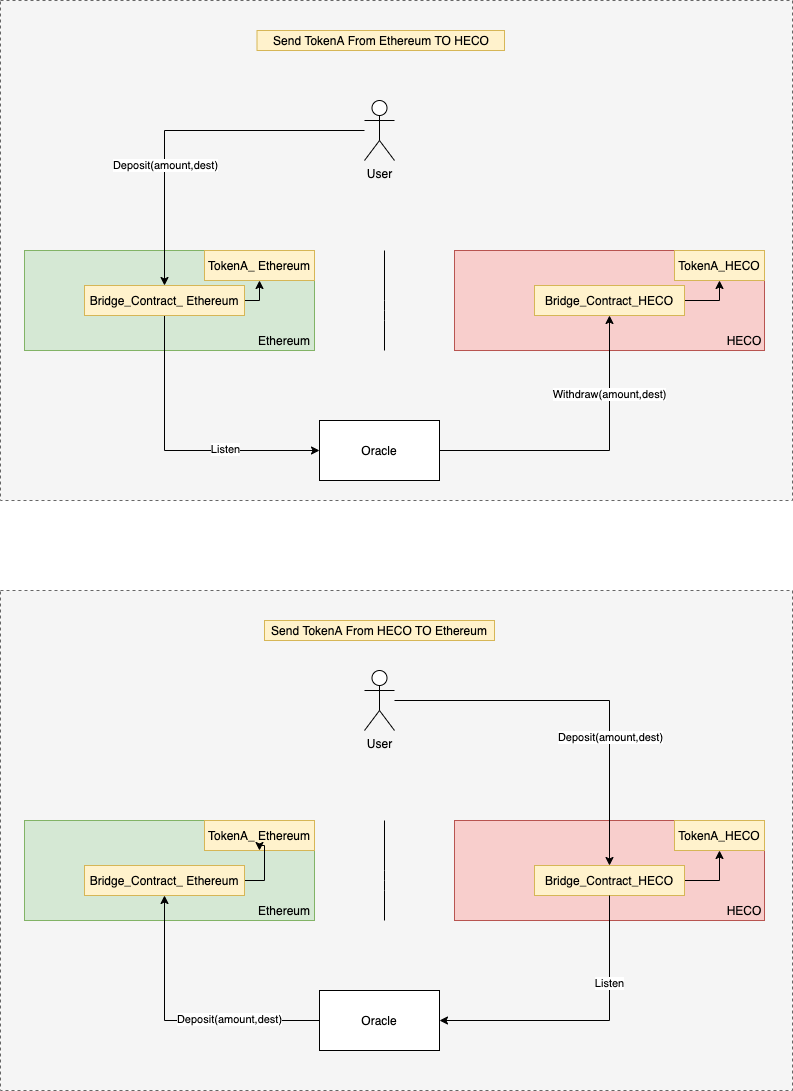 Send TokenA From Ethereum TO HECO
User
Deposit(amount,dest)
TokenA_ Ethereum
Bridge_Contract_ Ethereum
Ethereum
TokenA_HECO
Bridge_Contract_HECO
HECO
Withdraw(amount,dest)
Listen
Oracle
Send TokenA From HECO TO Ethereum
User
Deposit(amount,dest)
TokenA_ Ethereum
Bridge_Contract_ Ethereum
Ethereum
TokenA_HECO
Bridge_Contract_HECO
HECO
Listen
Deposit(amount,dest)
Oracle